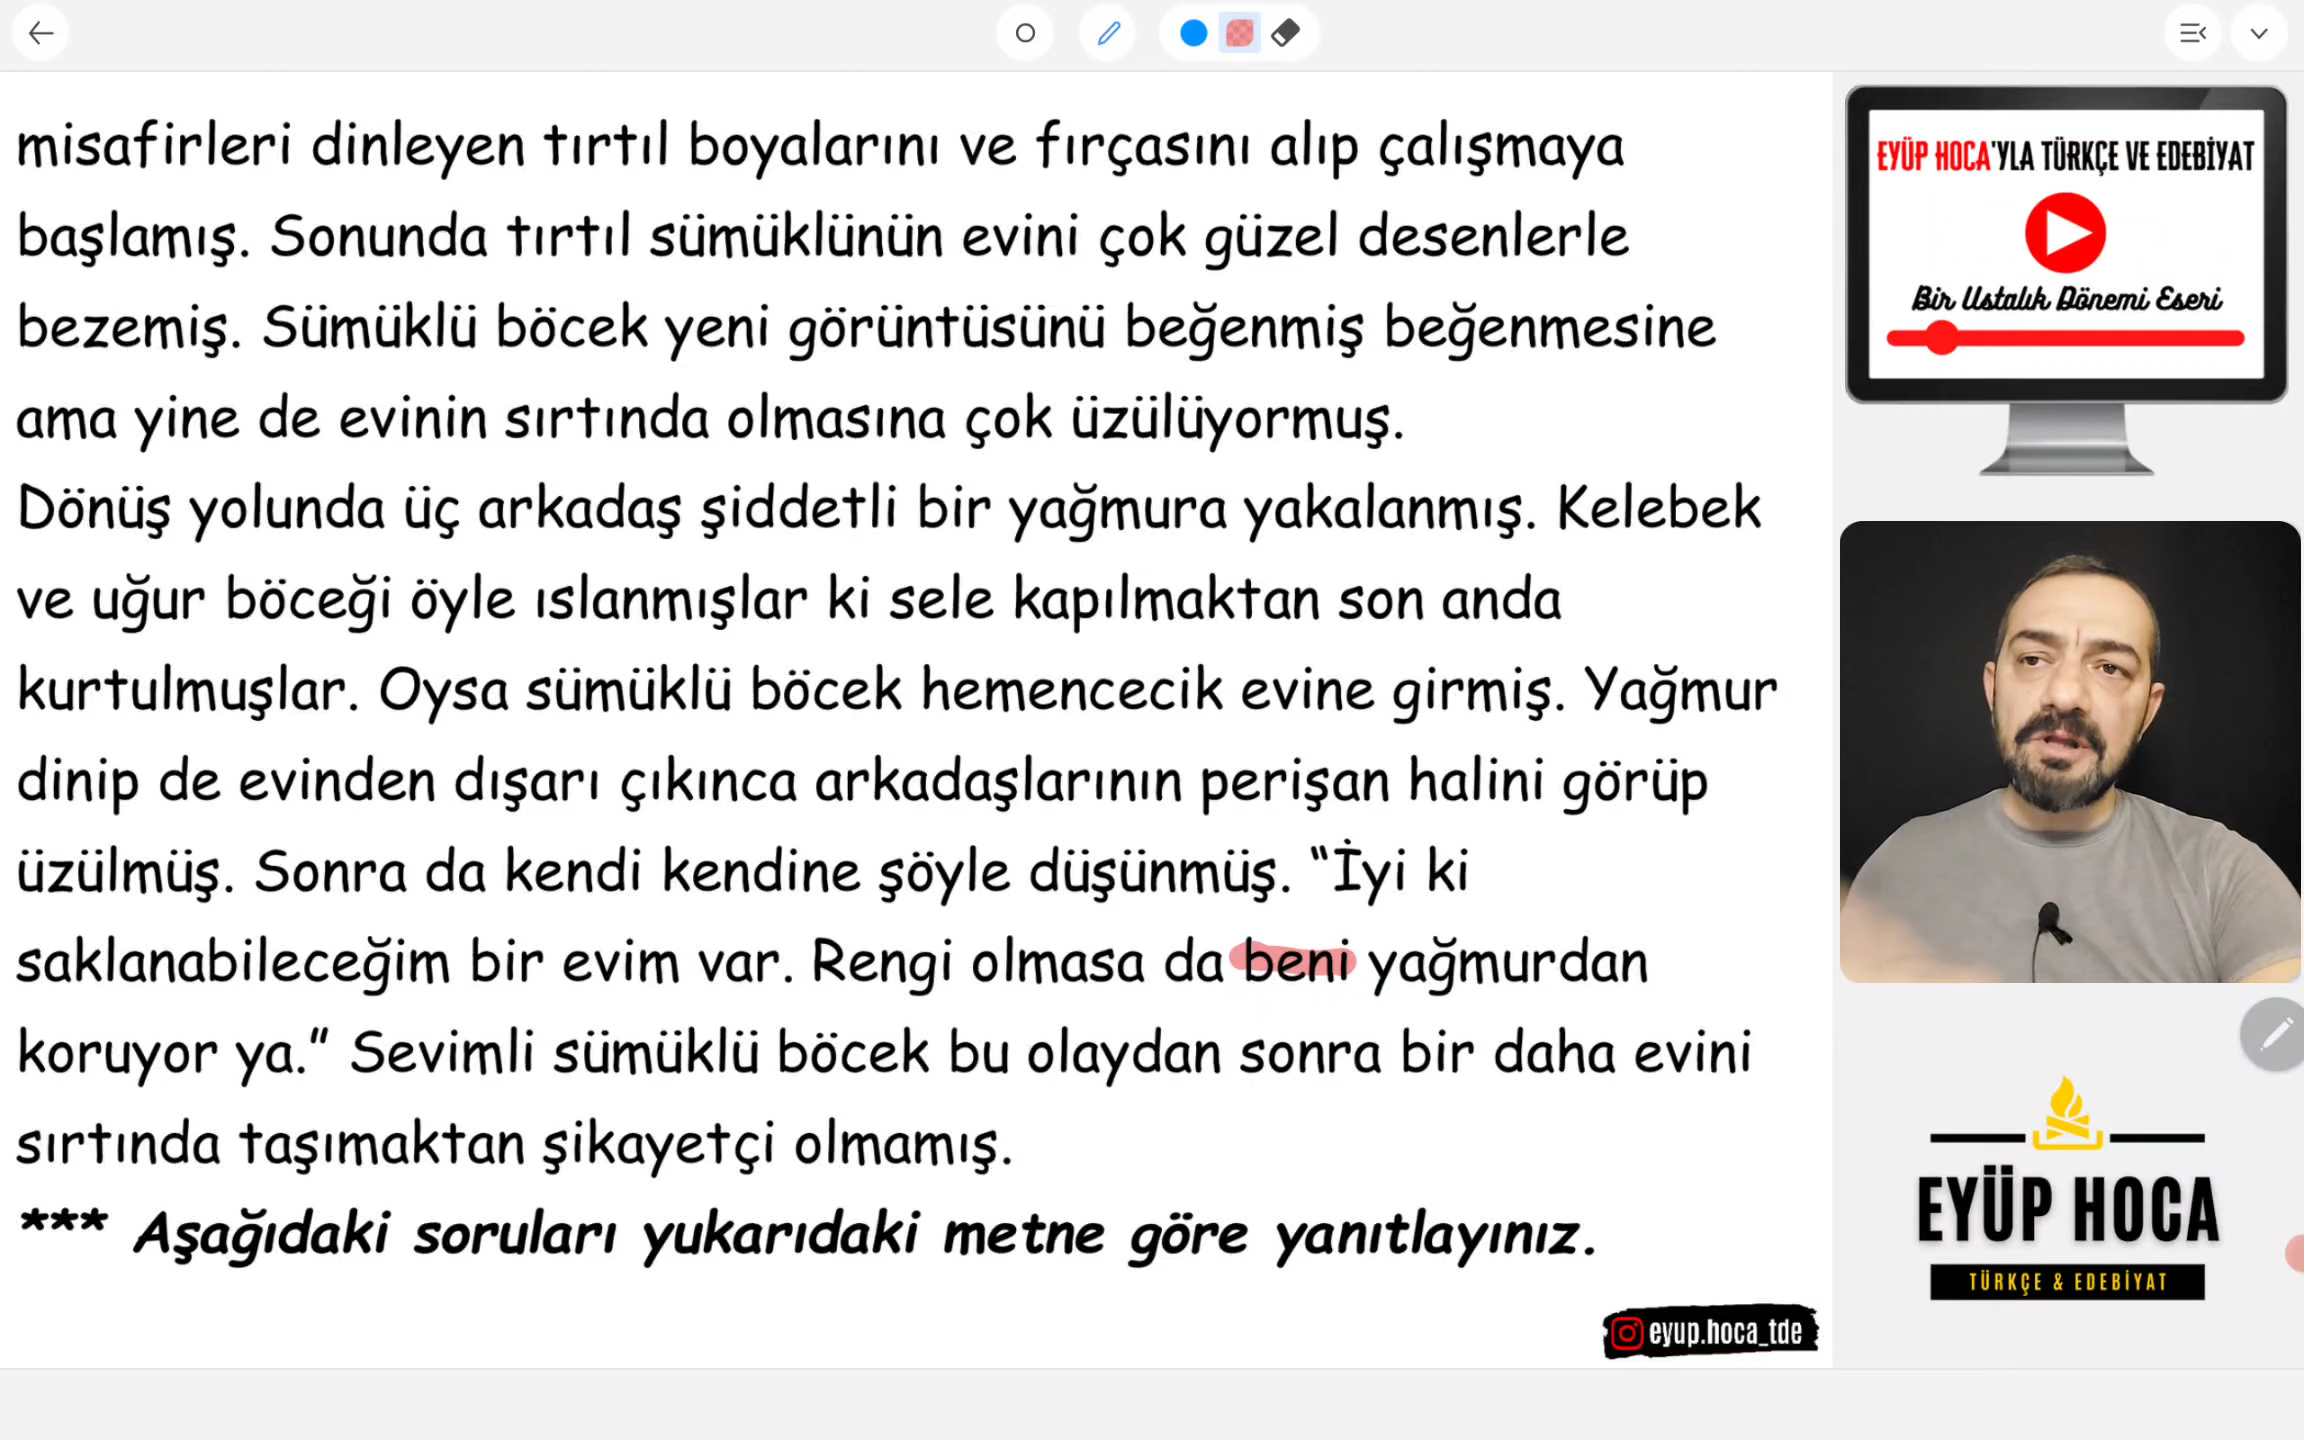 misafirleri dinleyen tırtıl boyalarını ve fırçasını alıp çalışmaya
başlamış. Sonunda tırtıl sümüklünün evini çok güzel desenlerle
bezemiş. Sümüklü böcek yeni görüntüsünü beğenmiş beğenmesine
ama yine de evinin sırtında olmasına çok üzülüyormuş.
Dönüş yolunda üç arkadaş şiddetli bir yağmura yakalanmış. Kelebek
ve uğur böceği öyle ıslanmışlar ki sele kapılmaktan son anda
kurtulmuşlar. Oysa sümüklü böcek hemencecik evine girmiş. Yağmur
dinip de evinden dışarı çıkınca arkadaşlarının perişan halini görüp
üzülmüş. Sonra da kendi kendine şöyle düşünmüş. “İyi ki
saklanabileceğim bir evim var. Rengi olmasa da beni yağmurdan
koruyor ya.” Sevimli sümüklü böcek bu olaydan sonra bir daha evini
sırtında taşımaktan şikayetçi olmamış.
*** Aşağıdaki soruları yukarıdaki metne göre yanıtlayınız.
eyup.hoca_tde
EYÜP HOCA'YLA TÜRKÇE VE EDEBİYAT
Bir Ustalık Dönemi Eseri
EYÜP HOCA
TÜRKÇE & EDEBİYAT